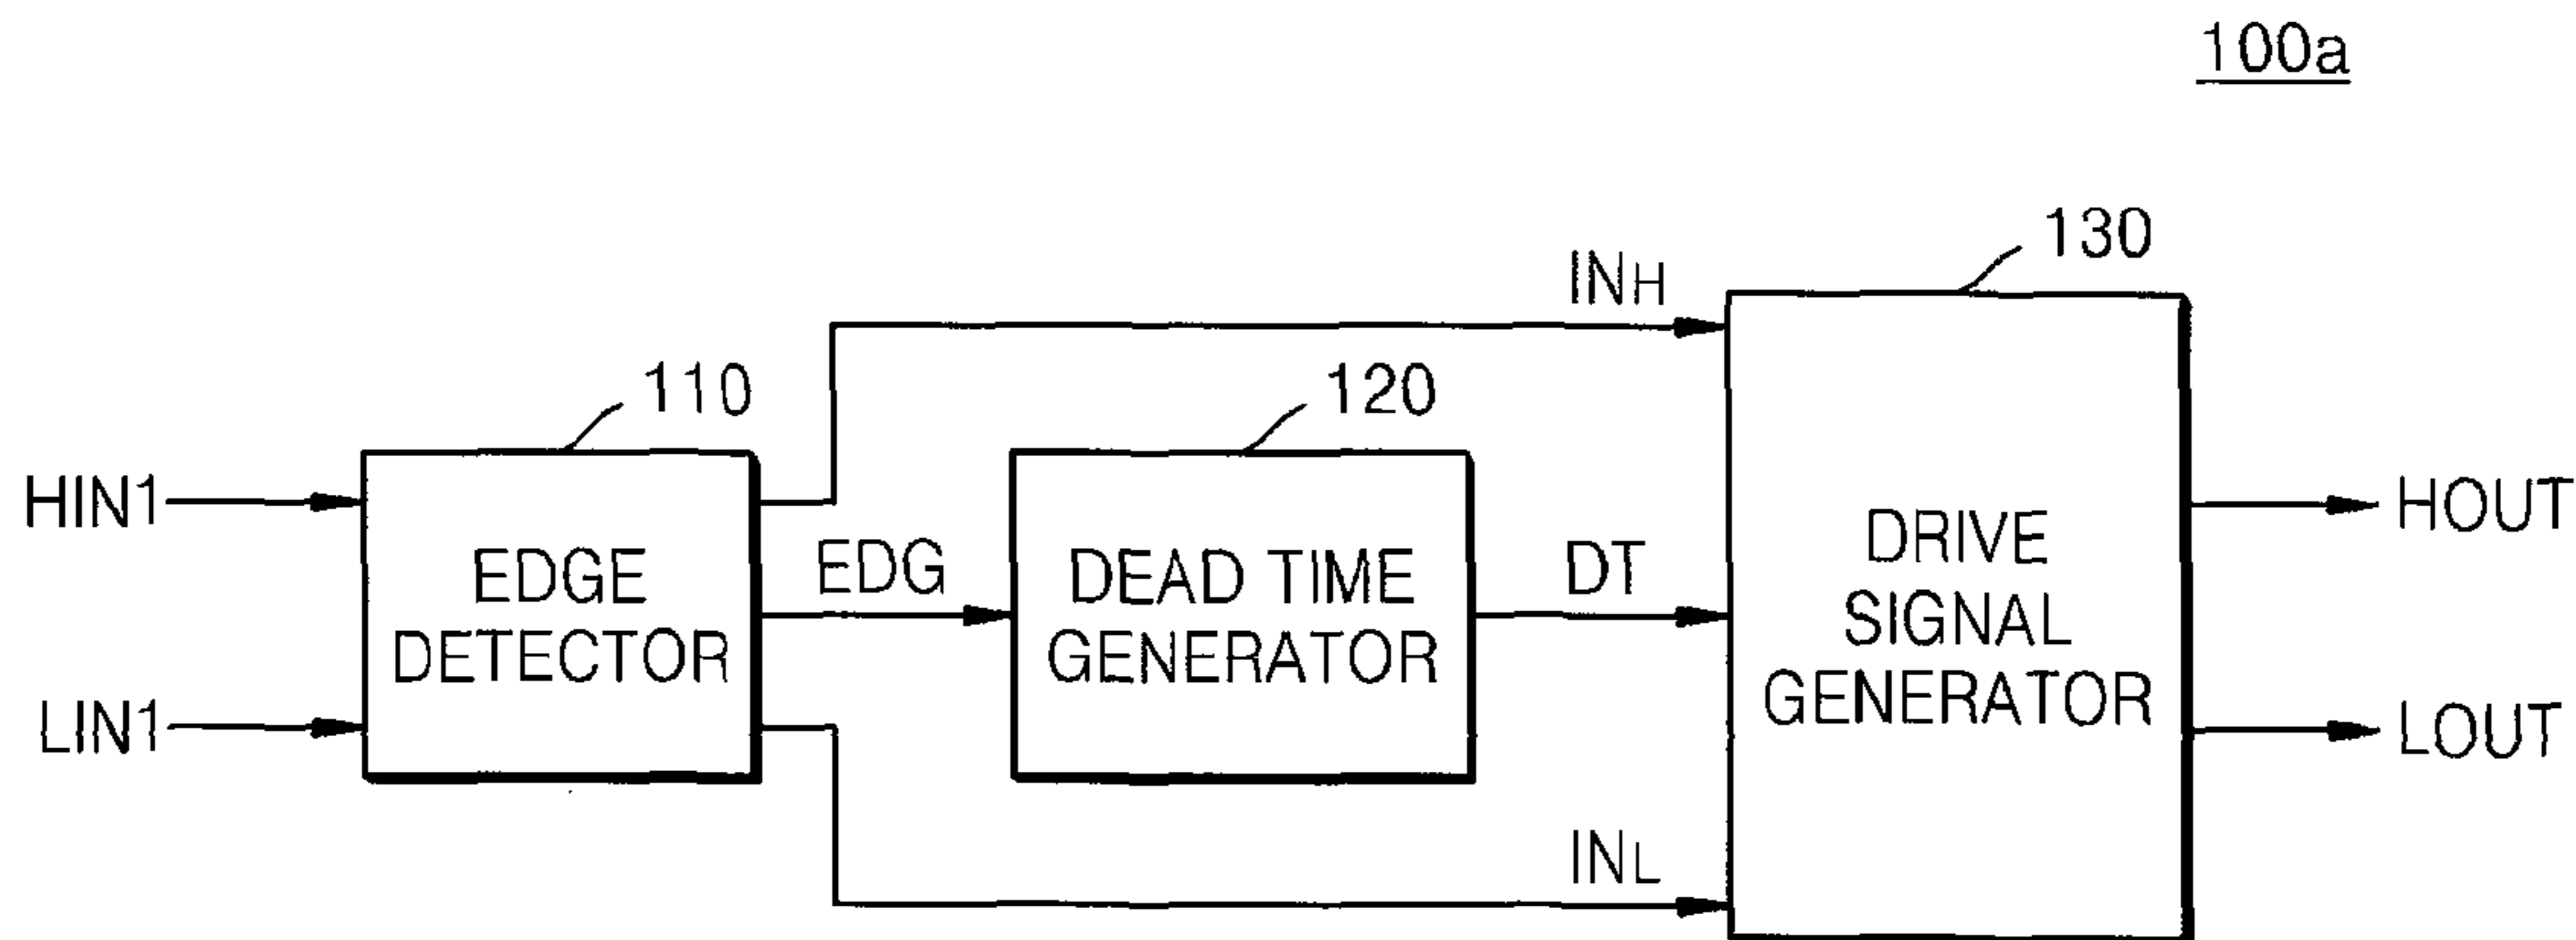 100a
130
INH
110
120
HIN1
EDGE
DETECTOR
EDG
DEAD TIME
GENERATOR
DT
DRIVE
SIGNAL
GENERATOR
HOUT
LIN1
LOUT
INL